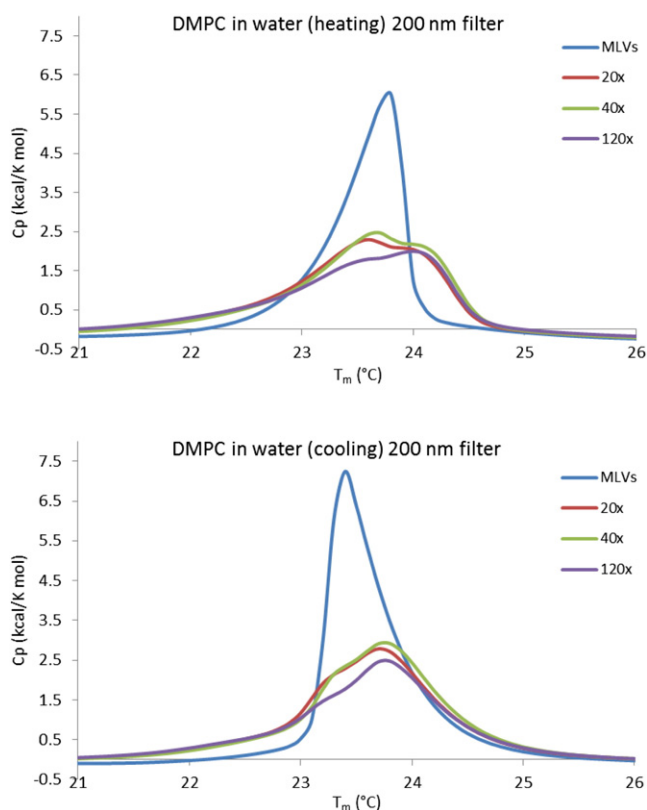 DMPC in water (heating) 200 nm filter
7.5
6.5
5.5
4.5
3.5
2.5
1.5
0.5
-0.5
Cp (kcal/K mol)
MLVs
20x
40x
120x
21 22 23 24 25 26
Tm (°C)
DMPC in water (cooling) 200 nm filter
7.5
6.5
5.5
4.5
3.5
2.5
1.5
0.5
-0.5
Cp (kcal/K mol)
MLVs
20x
40x
120x
21 22 23 24 25 26
Tm (°C)